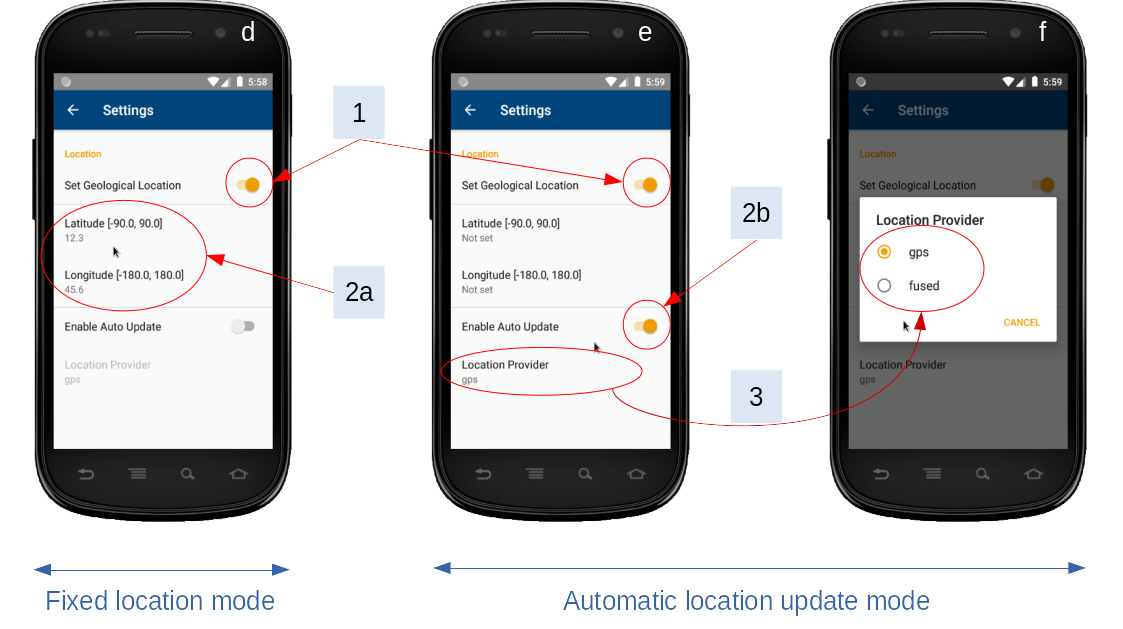 d
5:58
Settings
Location
Set Geological Location
Latitude [-90.0, 90.0]
12.3
Longitude [-180.0, 180.0]
45.6
Enable Auto Update
Location Provider
gps
1
2a
e
5:59
Settings
Location
Set Geological Location
Latitude [-90.0, 90.0]
Not set
Longitude [-180.0, 180.0]
Not set
Enable Auto Update
Location Provider
gps
2b
3
f
5:59
Settings
Location
Set Geological Location
Location Provider
gps
fused
CANCEL
Location Provider
gps
Fixed location mode
Automatic location update mode